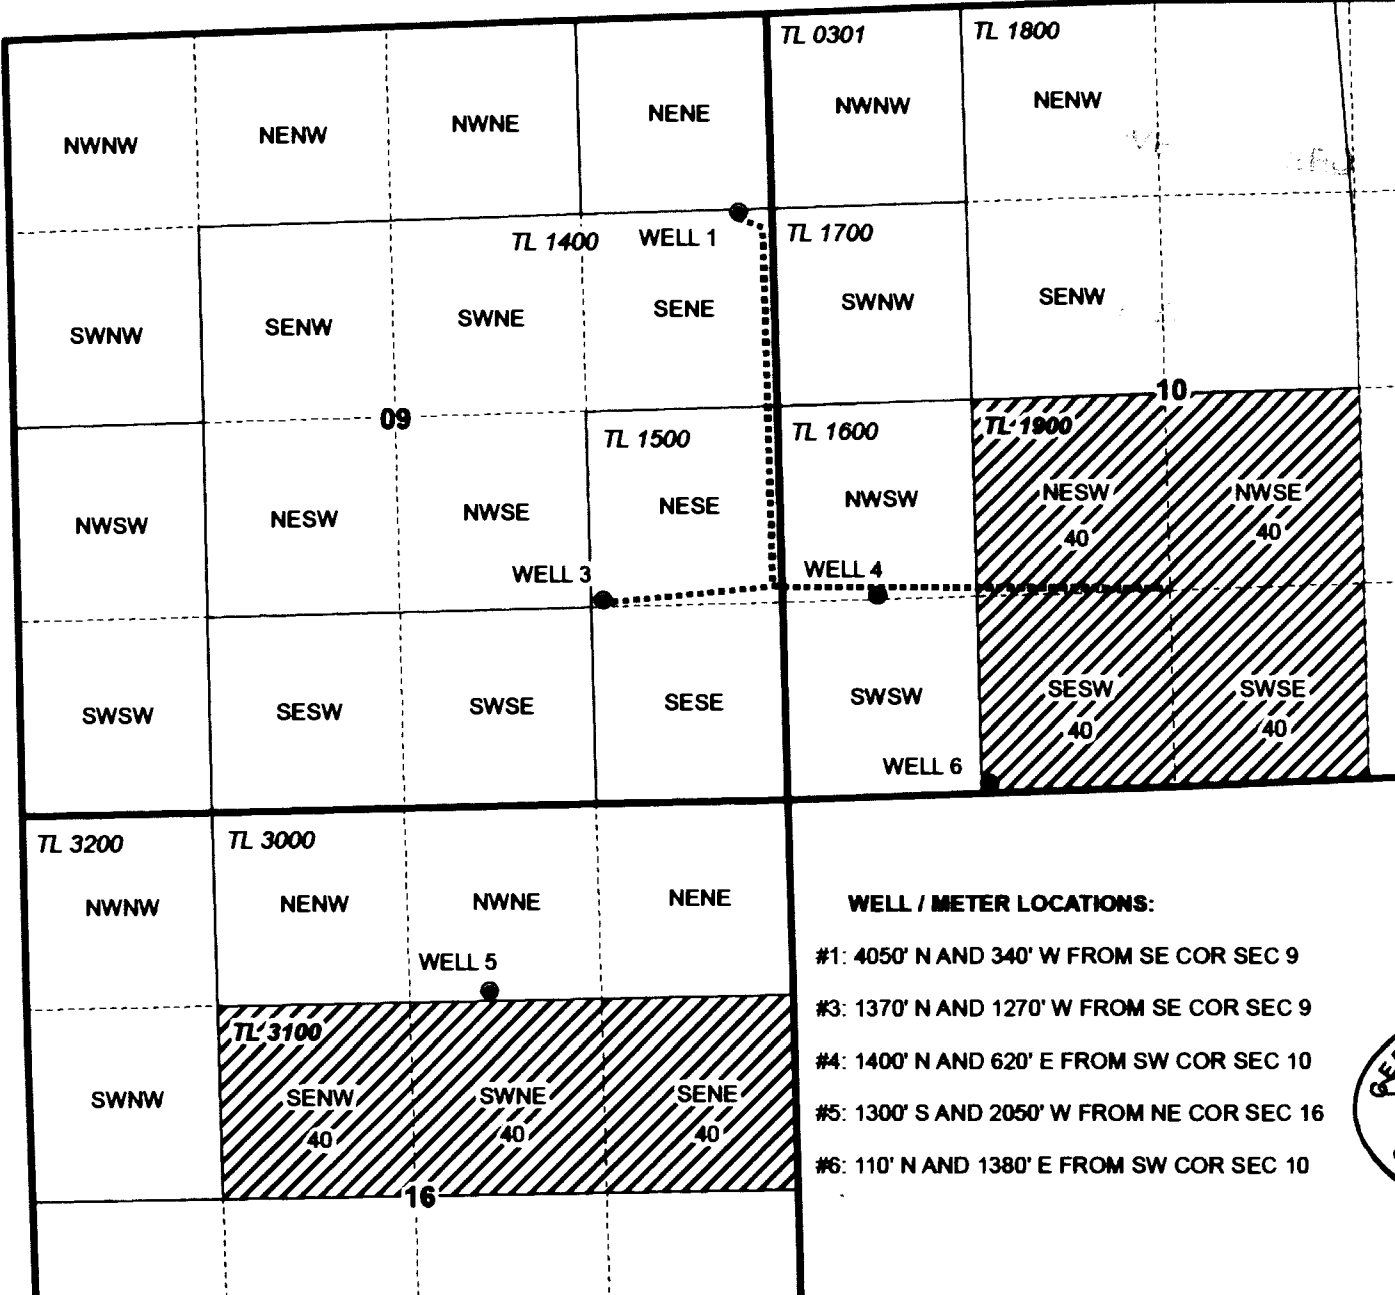 TL 0301 TL 1800
NWNW NENW NWNE NENE NWNW NENW
TL 1400 WELL 1 TL 1700
SWNW SENW SWNE SENE SWNW SENW
09 10
TL 1500 TL 1600 TL 1900
NWSW NESW NWSE NESE NWSW NESW NWSE
40 40
WELL 3 WELL 4
SWSW SESW SWSE SESE SWSW SESW SWSE
40 40
WELL 6
TL 3200 TL 3000
NWNW NENW NWNE NENE
WELL 5
TL 3100
SWNW SENW SWNE SENE
40 40 40
16
WELL / METER LOCATIONS:
#1: 4050' N AND 340' W FROM SE COR SEC 9
#3: 1370' N AND 1270' W FROM SE COR SEC 9
#4: 1400' N AND 620' E FROM SW COR SEC 10
#5: 1300' S AND 2050' W FROM NE COR SEC 16
#6: 110' N AND 1380' E FROM SW COR SEC 10